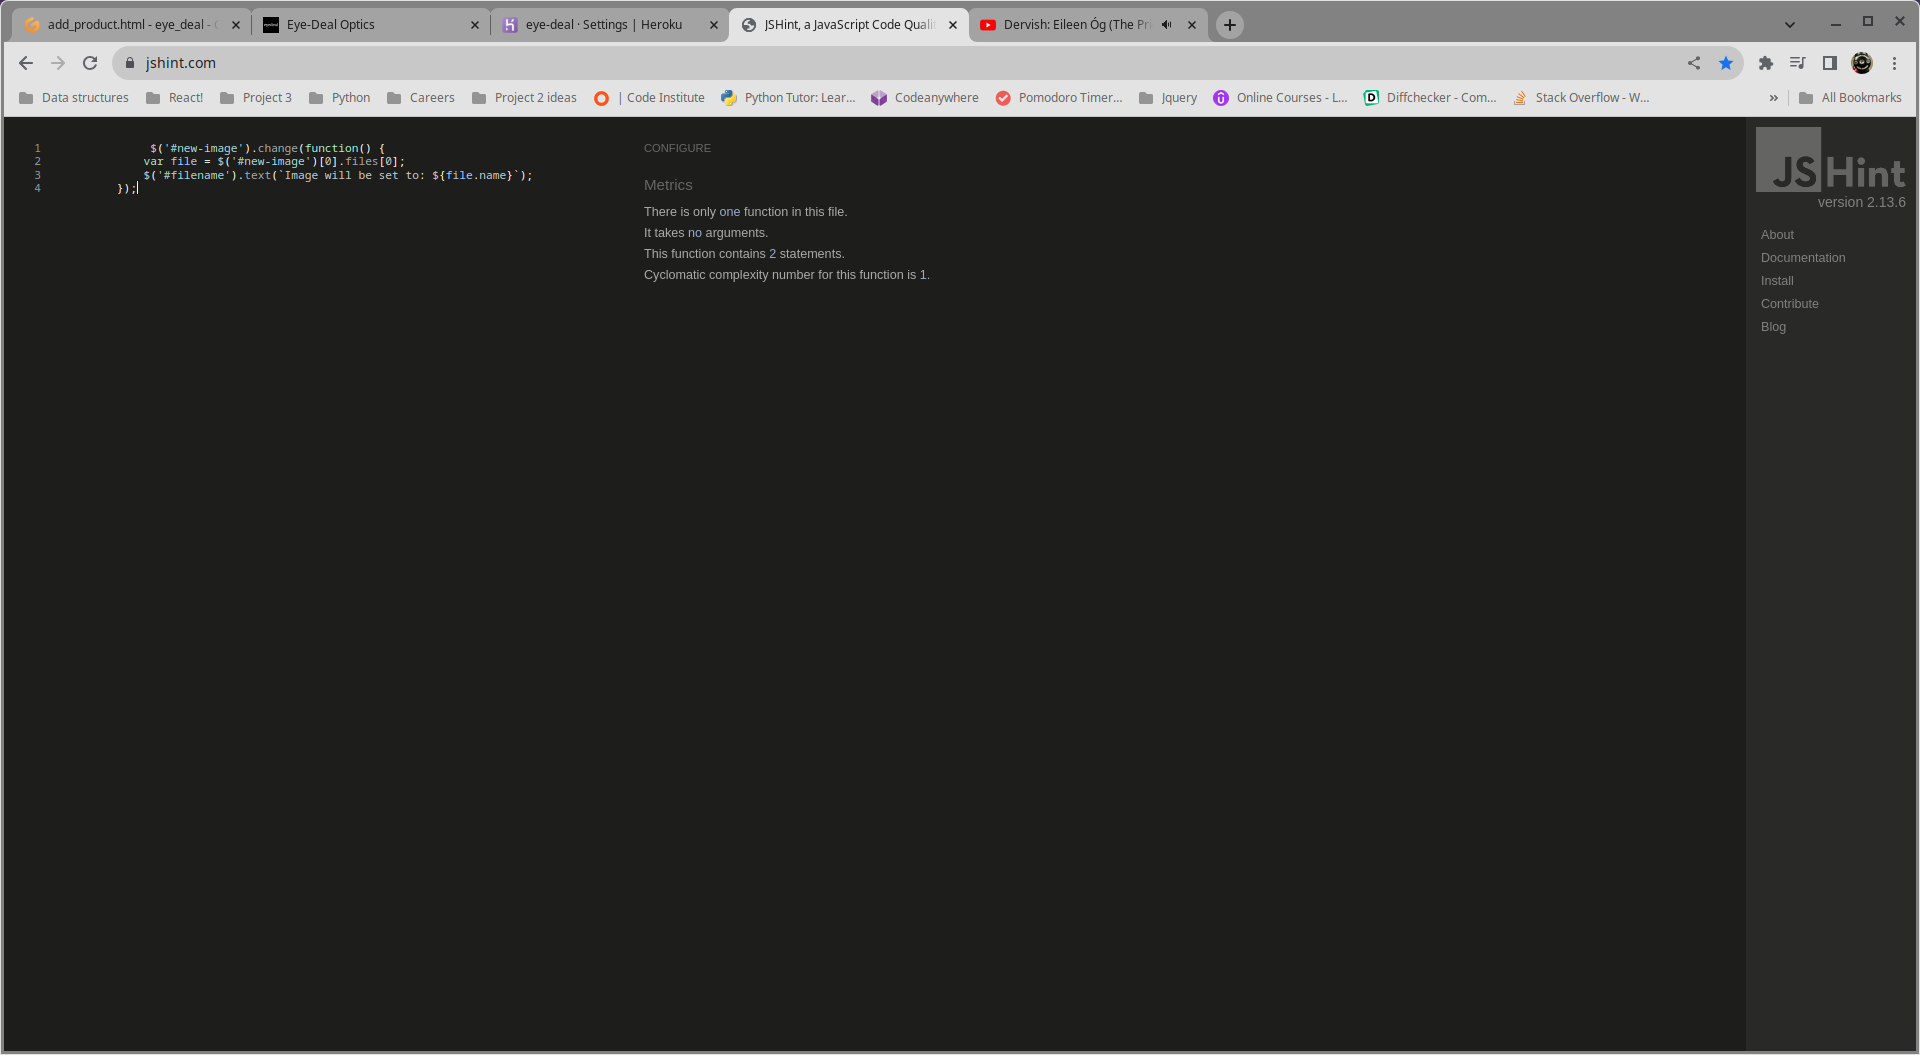 add_product.html - eye_deal -
Eye-Deal Optics
eye-deal · Settings | Heroku
JSHint, a JavaScript Code Quali
Dervish: Eileen Óg (The Pri
jshint.com
Data structures
React!
Project 3
Python
Careers
Project 2 ideas
| Code Institute
Python Tutor: Lear...
Codeanywhere
Pomodoro Timer...
Jquery
Online Courses - L...
Diffchecker - Com...
Stack Overflow - W...
»
All Bookmarks
1 $('#new-image').change(function() {
2 var file = $('#new-image')[0].files[0];
3 $('#filename').text(`Image will be set to: ${file.name}`);
4 });
CONFIGURE
Metrics
There is only one function in this file.
It takes no arguments.
This function contains 2 statements.
Cyclomatic complexity number for this function is 1.
JSHint
version 2.13.6
About
Documentation
Install
Contribute
Blog